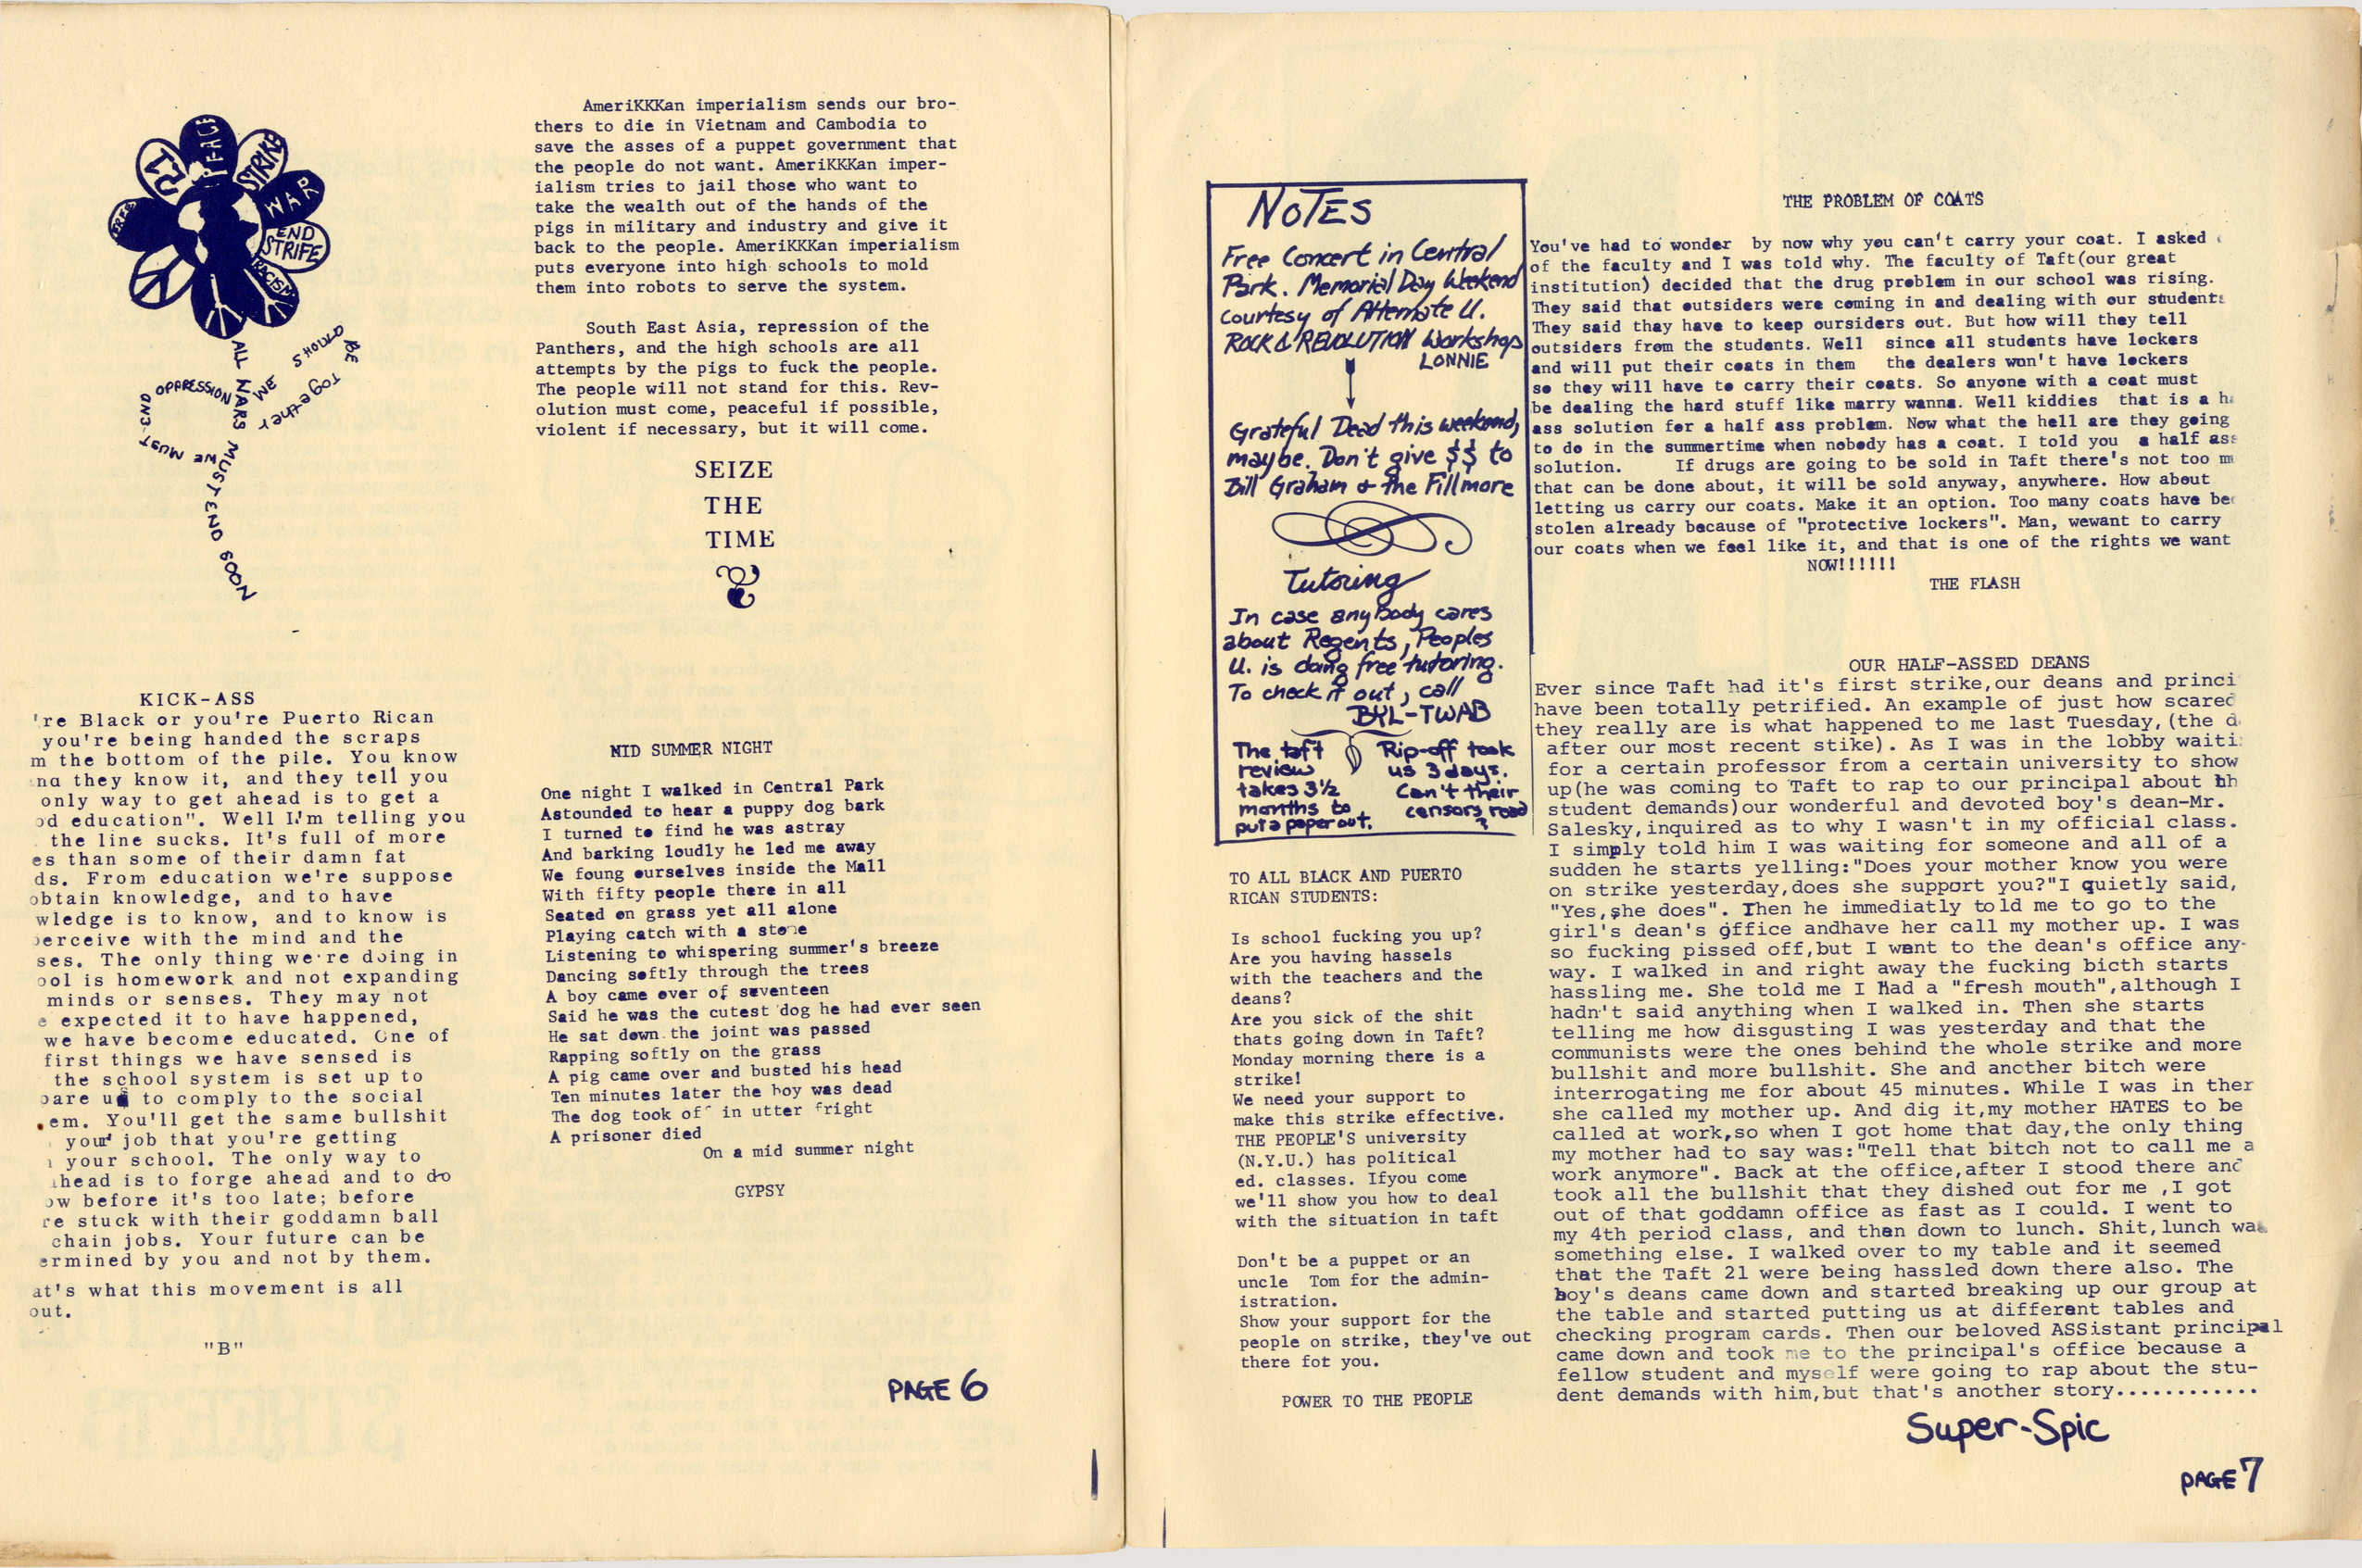 PEACE
STRIKE
WAR
END
STRIFE
RACISM
FREE
ALL WARS MUST END SOON
WE MUST END OPPRESSION
WE
SHOULD
BE
TOgetHeR
KICK-ASS
're Black or you're Puerto Rican
you're being handed the scraps
m the bottom of the pile. You know
they know it, and they tell you
only way to get ahead is to get a
od education". Well I'm telling you
the line sucks. It's full of more
es than some of their damn fat
ds. From education we're suppose
obtain knowledge, and to have
wledge is to know, and to know is
perceive with the mind and the
ses. The only thing we're doing in
ool is homework and not expanding
minds or senses. They may not
e expected it to have happened,
we have become educated. One of
first things we have sensed is
the school system is set up to
pare us to comply to the social
em. You'll get the same bullshit
your job that you're getting
your school. The only way to
head is to forge ahead and to do
ow before it's too late; before
re stuck with their goddamn ball
chain jobs. Your future can be
ermined by you and not by them.
at's what this movement is all
out.
"B"
AmeriKKKan imperialism sends our bro-
thers to die in Vietnam and Cambodia to
save the asses of a puppet government that
the people do not want. AmeriKKKan imper-
ialism tries to jail those who want to
take the wealth out of the hands of the
pigs in military and industry and give it
back to the people. AmeriKKKan imperialism
puts everyone into high schools to mold
them into robots to serve the system.
South East Asia, repression of the
Panthers, and the high schools are all
attempts by the pigs to fuck the people.
The people will not stand for this. Rev-
olution must come, peaceful if possible,
violent if necessary, but it will come.
SEIZE
THE
TIME
MID SUMMER NIGHT
One night I walked in Central Park
Astounded to hear a puppy dog bark
I turned to find he was astray
And barking loudly he led me away
We foung ourselves inside the Mall
With fifty people there in all
Seated on grass yet all alone
Playing catch with a stone
Listening to whispering summer's breeze
Dancing softly through the trees
A boy came over of seventeen
Said he was the cutest dog he had ever seen
He sat down the joint was passed
Rapping softly on the grass
A pig came over and busted his head
Ten minutes later the boy was dead
The dog took of in utter fright
A prisoner died
On a mid summer night
GYPSY
PAGE 6
NOTES
Free Concert in Central
Park. Memorial Day Weekend
Courtesy of Alternate U.
ROCK & REVOLUTION Workshop
LONNIE
Grateful Dead this weekend,
maybe. Don't give $$ to
Bill Graham & the Fillmore
Tutoring
In case anybody cares
about Regents, Peoples
U. is doing free tutoring.
To check it out, call
BYL-TWAB
The taft
review
takes 3½
months to
put a paper out.
Rip-off took
us 3 days.
Can't their
censors read
?
TO ALL BLACK AND PUERTO
RICAN STUDENTS:
Is school fucking you up?
Are you having hassels
with the teachers and the
deans?
Are you sick of the shit
thats going down in Taft?
Monday morning there is a
strike!
We need your support to
make this strike effective.
THE PEOPLE'S university
(N.Y.U.) has political
ed. classes. Ifyou come
we'll show you how to deal
with the situation in taft
Don't be a puppet or an
uncle Tom for the admin-
istration.
Show your support for the
people on strike, they've out
there fot you.
POWER TO THE PEOPLE
THE PROBLEM OF COATS
You've had to wonder by now why you can't carry your coat. I asked
of the faculty and I was told why. The faculty of Taft(our great
institution) decided that the drug problem in our school was rising.
They said that outsiders were coming in and dealing with our students
They said thay have to keep oursiders out. But how will they tell
outsiders from the students. Well since all students have lockers
and will put their coats in them the dealers won't have lockers
so they will have to carry their coats. So anyone with a coat must
be dealing the hard stuff like marry wanna. Well kiddies that is a ha
ass solution for a half ass problem. Now what the hell are they going
to do in the summertime when nobody has a coat. I told you a half ass
solution. If drugs are going to be sold in Taft there's not too m
that can be done about, it will be sold anyway, anywhere. How about
letting us carry our coats. Make it an option. Too many coats have bee
stolen already because of "protective lockers". Man, wewant to carry
our coats when we feel like it, and that is one of the rights we want
NOW!!!!!!
THE FLASH
OUR HALF-ASSED DEANS
Ever since Taft had it's first strike,our deans and princi
have been totally petrified. An example of just how scared
they really are is what happened to me last Tuesday,(the d
after our most recent stike). As I was in the lobby waiti
for a certain professor from a certain university to show
up(he was coming to Taft to rap to our principal about
student demands)our wonderful and devoted boy's dean-Mr.
Salesky,inquired as to why I wasn't in my official class.
I simply told him I was waiting for someone and all of a
sudden he starts yelling:"Does your mother know you were
on strike yesterday,does she support you?"I quietly said,
"Yes,she does". Then he immediatly told me to go to the
girl's dean's office andhave her call my mother up. I was
so fucking pissed off,but I went to the dean's office any-
way. I walked in and right away the fucking bicth starts
hassling me. She told me I Had a "fresh mouth",although I
hadn't said anything when I walked in. Then she starts
telling me how disgusting I was yesterday and that the
communists were the ones behind the whole strike and more
bullshit and more bullshit. She and another bitch were
interrogating me for about 45 minutes. While I was in ther
she called my mother up. And dig it,my mother HATES to be
called at work,so when I got home that day,the only thing
my mother had to say was:"Tell that bitch not to call me a
work anymore". Back at the office,after I stood there and
took all the bullshit that they dished out for me ,I got
out of that goddamn office as fast as I could. I went to
my 4th period class, and then down to lunch. Shit,lunch was
something else. I walked over to my table and it seemed
that the Taft 21 were being hassled down there also. The
boy's deans came down and started breaking up our group at
the table and started putting us at different tables and
checking program cards. Then our beloved ASSistant principal
came down and took me to the principal's office because a
fellow student and myself were going to rap about the stu-
dent demands with him,but that's another story............
Super-Spic
PAGE 7